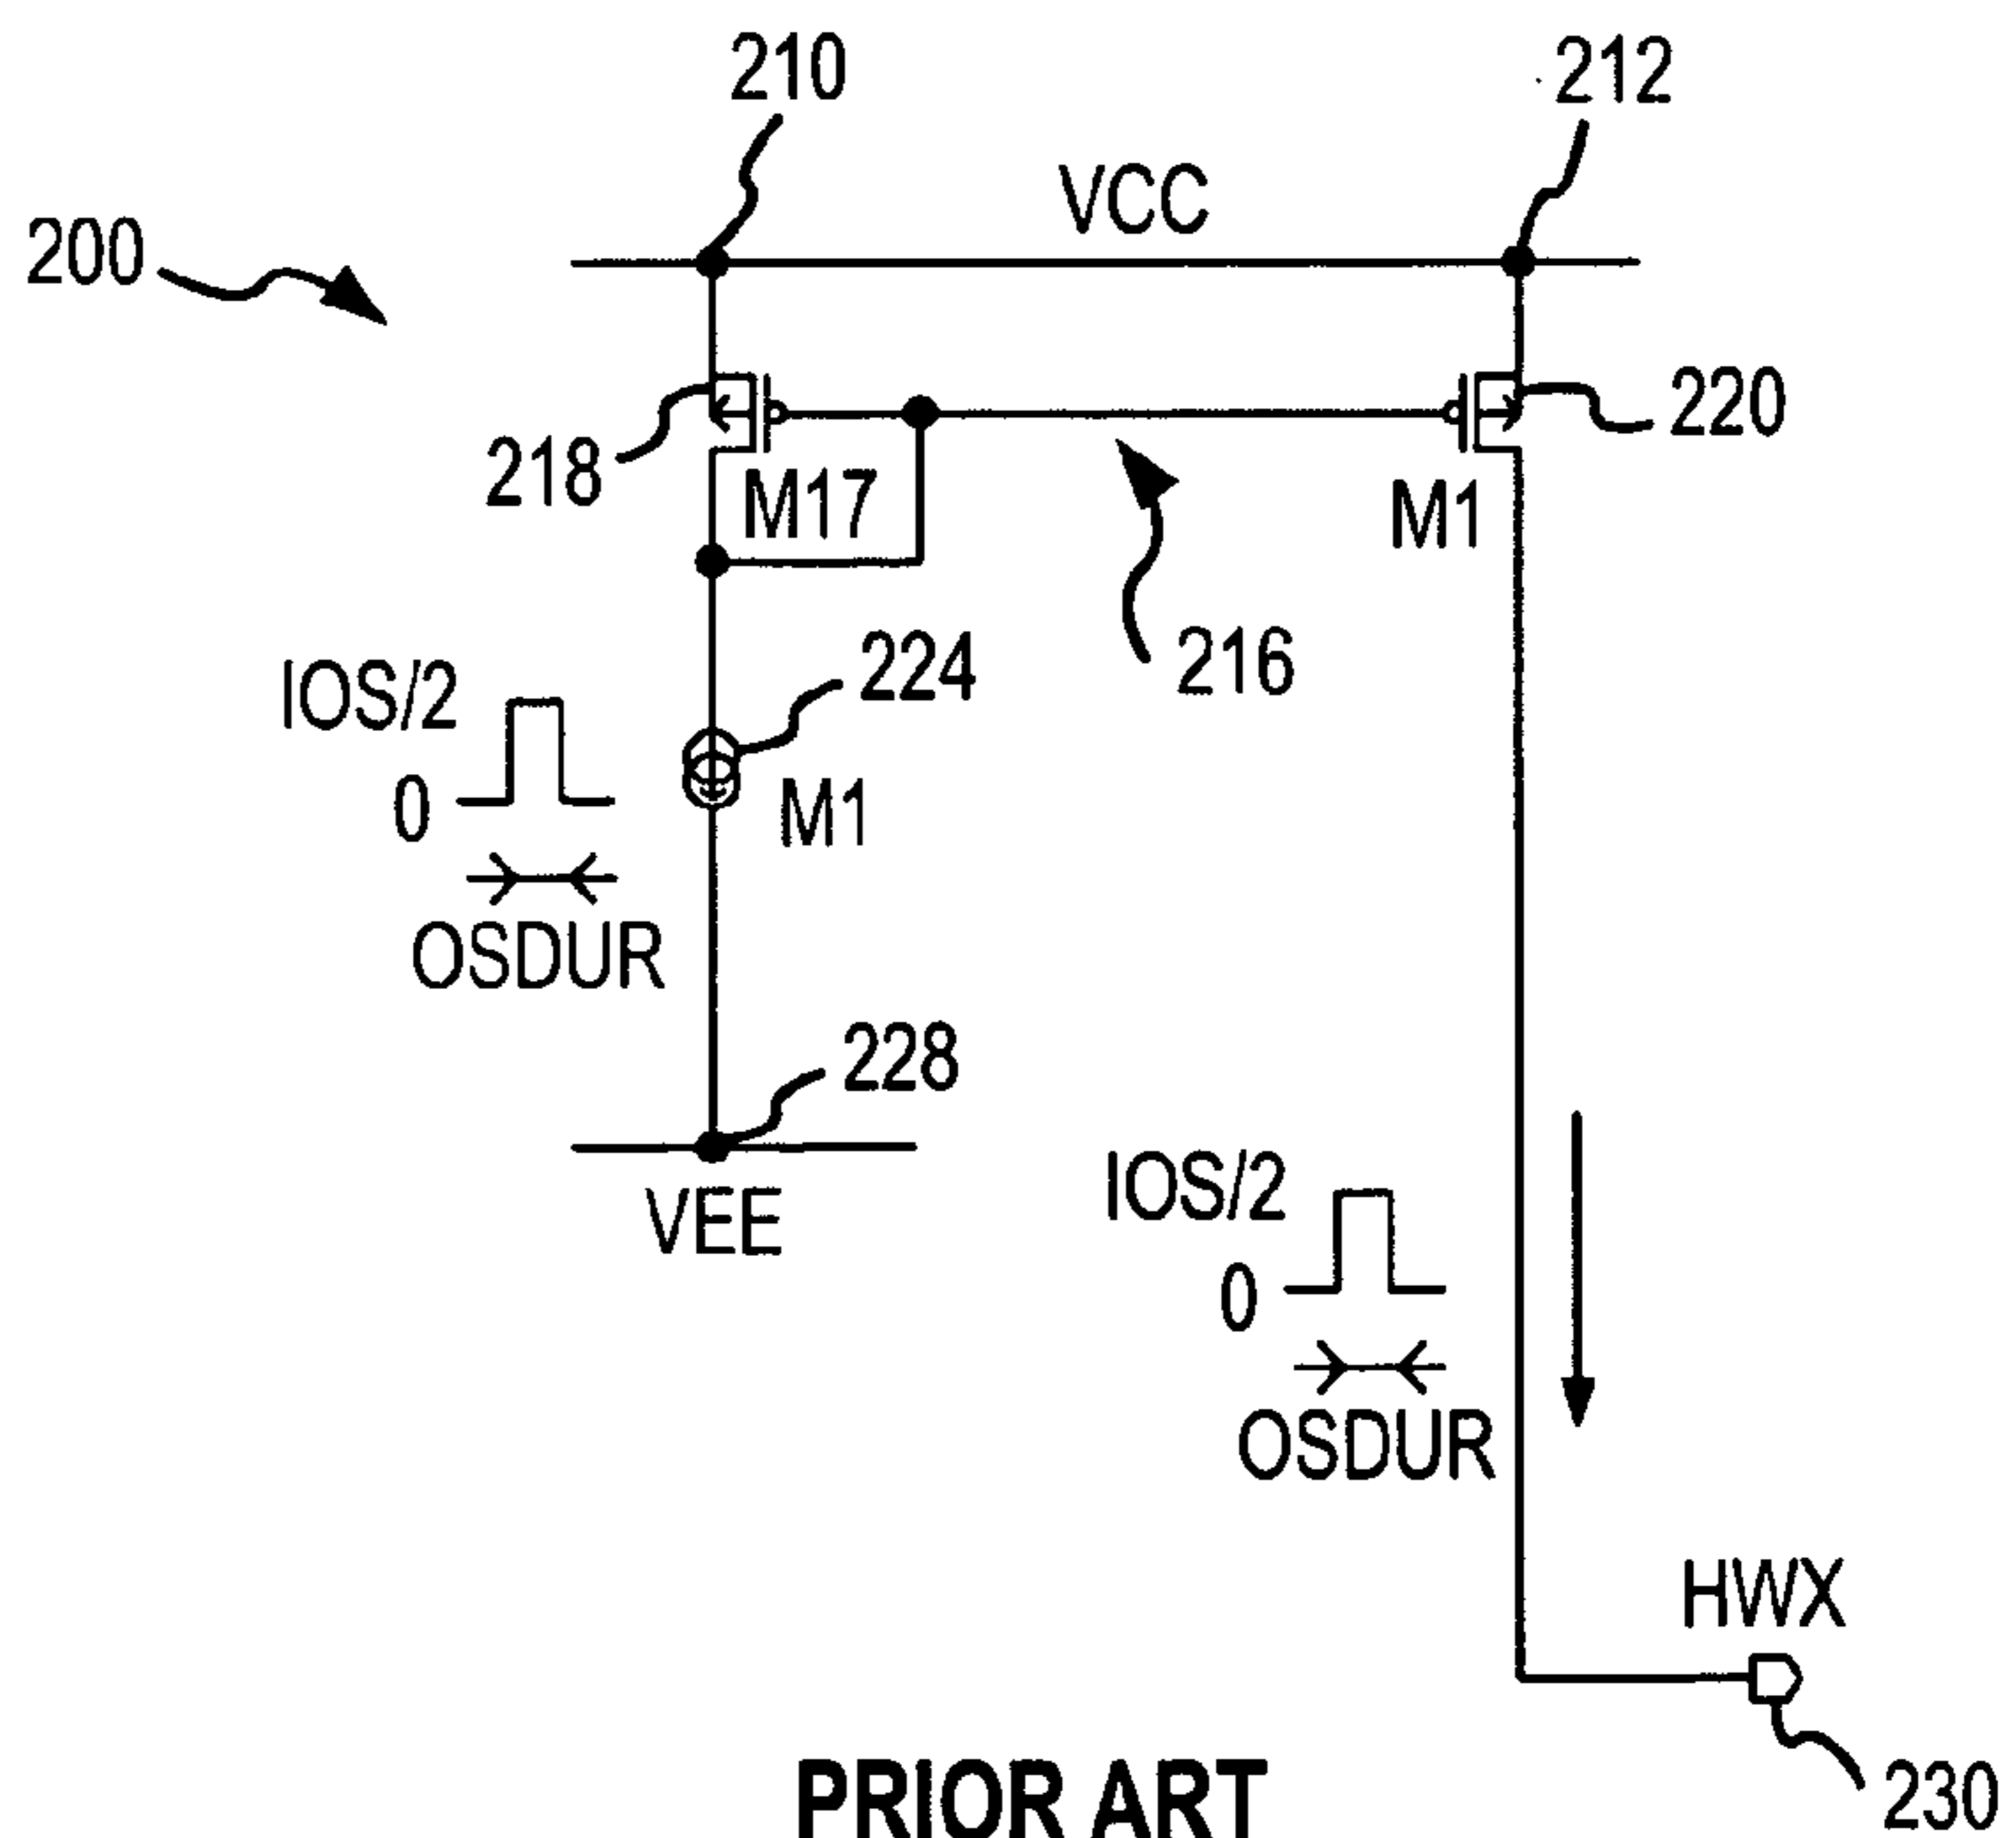 210
212
VCC
200
218
M17
220
M1
216
IOS/2
224
0
M1
OSDUR
228
VEE
IOS/2
0
OSDUR
HWX
230
PRIOR ART